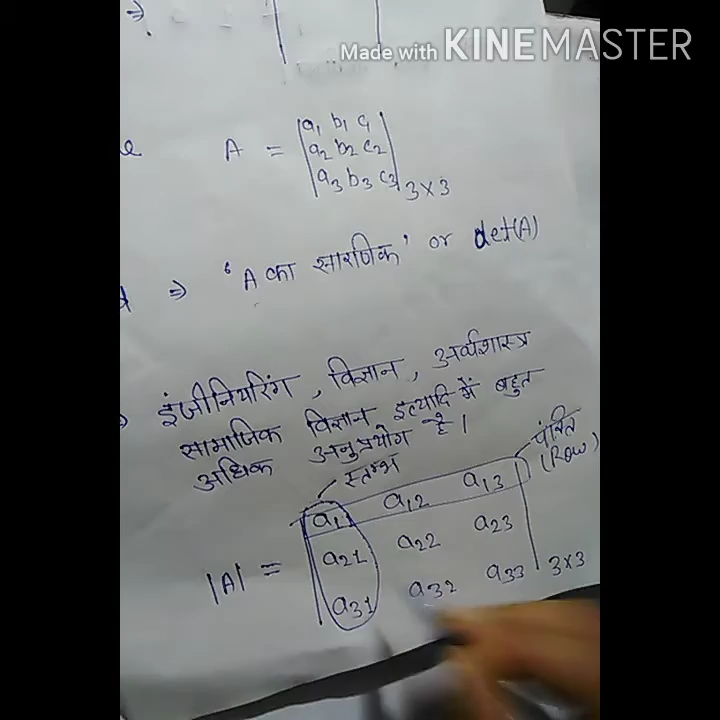 ⇒
Made with KINEMASTER
A = | a₁ b₁ c₁ |
| a₂ b₂ c₂ |
| a₃ b₃ c₃ | 3×3
⇒ 'A का सारणिक' or det(A)
इंजीनियरिंग, विज्ञान, अर्थशास्त्र
सामाजिक विज्ञान इत्यादि में बहुत
अधिक अनुप्रयोग है।
स्तम्भ
पंक्ति
(Row)
a₁₁ a₁₂ a₁₃
|A| = | a₂₁ a₂₂ a₂₃ |
a₃₁ a₃₂ a₃₃ 3×3